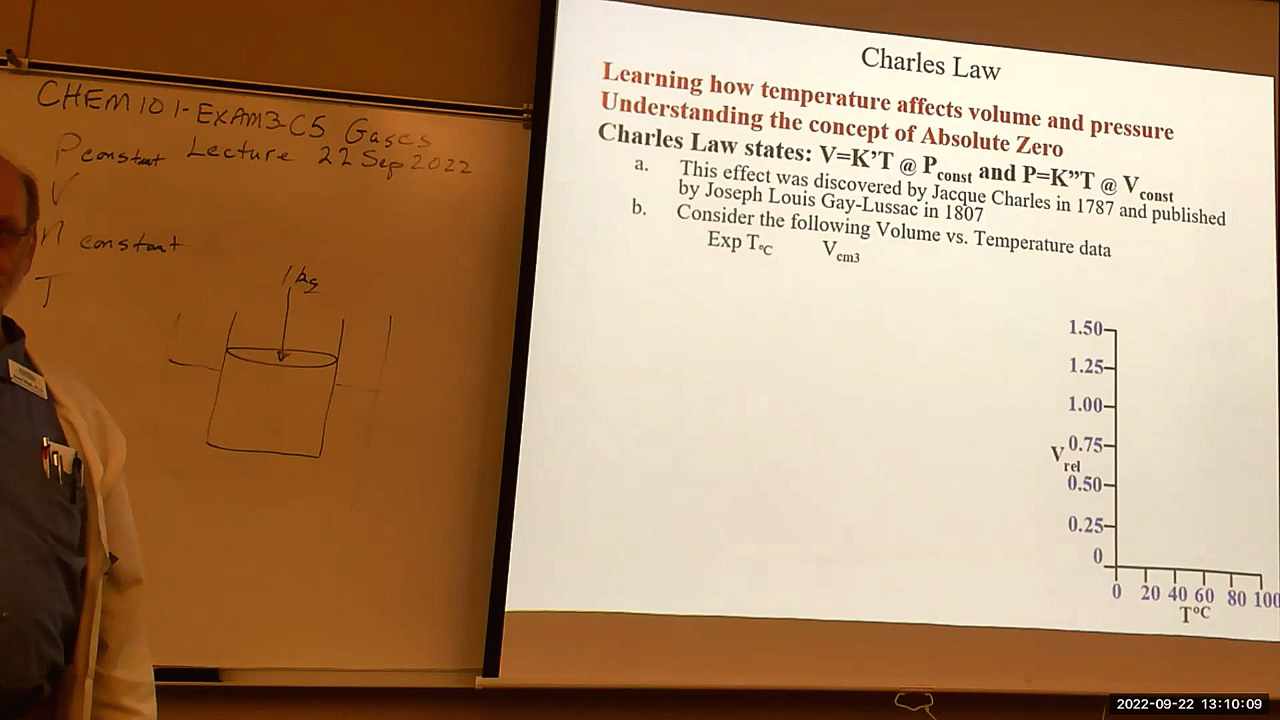 CHEM 101-EXAM3-C5 Gases
Pconstant Lecture 22 Sep 2022
V
n constant
T
1 kg
Charles Law
Learning how temperature affects volume and pressure
Understanding the concept of Absolute Zero
Charles Law states: V=K’T @ Pconst and P=K”T @ Vconst
a. This effect was discovered by Jacque Charles in 1787 and published
by Joseph Louis Gay-Lussac in 1807
b. Consider the following Volume vs. Temperature data
Exp T°C Vcm3
1.50
1.25
1.00
0.75
Vrel
0.50
0.25
0
0 20 40 60 80 100
T°C
2022-09-22 13:10:09